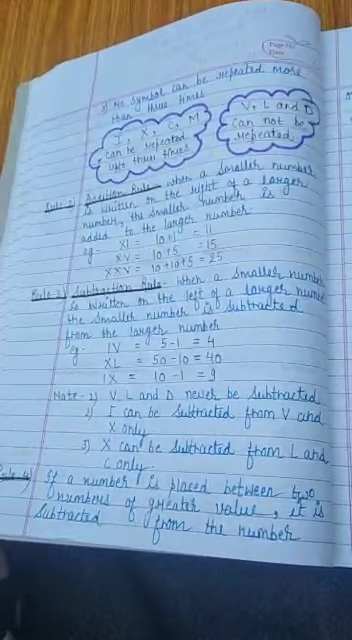 Page No.
Date
3) No symbol can be repeated more
than three times
I, X, C, M
can be repeated
upto three times
V, L and D
can not be
repeated.
Rule 2) Addition Rule- when a smaller number
is written on the right of a larger
number, the smaller number is
added to the larger number.
eg- XI = 10+1 = 11
XV = 10+5 = 15
XXV = 10+10+5 = 25
Rule 3) Subtraction Rule- when a smaller number
is written on the left of a larger
the smaller number is subtracted
from the larger number
eg- IV = 5-1 = 4
XL = 50-10 = 40
IX = 10-1 = 9
Note- 1) V, L and D never be subtracted
2) I can be subtracted from V and
X only
3) X can be subtracted from L and
C only.
Rule 4) If a number is placed between two
numbers of greater value, it is
subtracted from the number